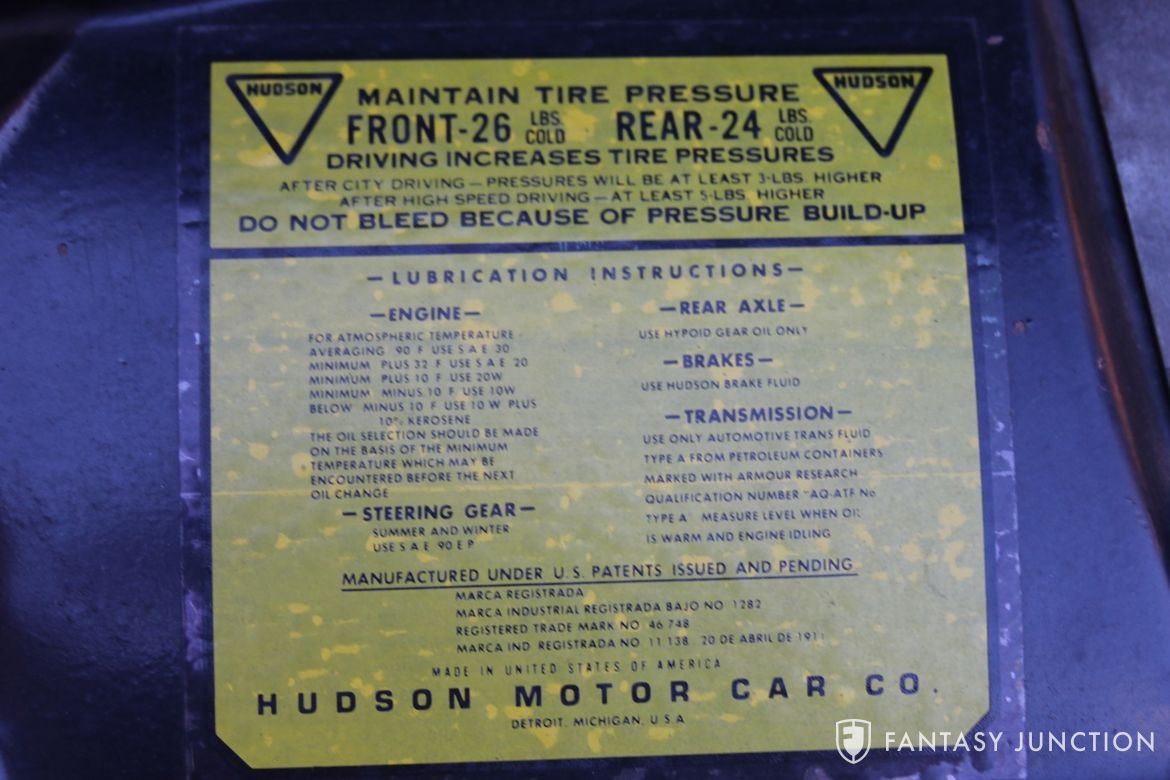 HUDSON
HUDSON
MAINTAIN TIRE PRESSURE
FRONT-26 LBS. COLD REAR-24 LBS. COLD
DRIVING INCREASES TIRE PRESSURES
AFTER CITY DRIVING — PRESSURES WILL BE AT LEAST 3-LBS. HIGHER
AFTER HIGH SPEED DRIVING — AT LEAST 5-LBS. HIGHER
DO NOT BLEED BECAUSE OF PRESSURE BUILD-UP
— LUBRICATION INSTRUCTIONS —
— ENGINE —
FOR ATMOSPHERIC TEMPERATURE
AVERAGING 90 F USE S A E 30
MINIMUM PLUS 32 F USE S A E 20
MINIMUM PLUS 10 F USE 20W
MINIMUM MINUS 10 F USE 10W
BELOW MINUS 10 F USE 10 W PLUS
10% KEROSENE
THE OIL SELECTION SHOULD BE MADE
ON THE BASIS OF THE MINIMUM
TEMPERATURE WHICH MAY BE
ENCOUNTERED BEFORE THE NEXT
OIL CHANGE
— STEERING GEAR —
SUMMER AND WINTER
USE S A E 90 E P
— REAR AXLE —
USE HYPOID GEAR OIL ONLY
— BRAKES —
USE HUDSON BRAKE FLUID
— TRANSMISSION —
USE ONLY AUTOMOTIVE TRANS FLUID
TYPE A FROM PETROLEUM CONTAINERS
MARKED WITH ARMOUR RESEARCH
QUALIFICATION NUMBER "AQ-ATF No
TYPE A" MEASURE LEVEL WHEN OIL
IS WARM AND ENGINE IDLING
MANUFACTURED UNDER U.S. PATENTS ISSUED AND PENDING
MARCA REGISTRADA
MARCA INDUSTRIAL REGISTRADA BAJO NO 1282
REGISTERED TRADE MARK NO 46 748
MARCA IND REGISTRADA NO 11 138 20 DE ABRIL DE 1911
MADE IN UNITED STATES OF AMERICA
HUDSON MOTOR CAR CO.
DETROIT, MICHIGAN, U S A
FANTASY JUNCTION